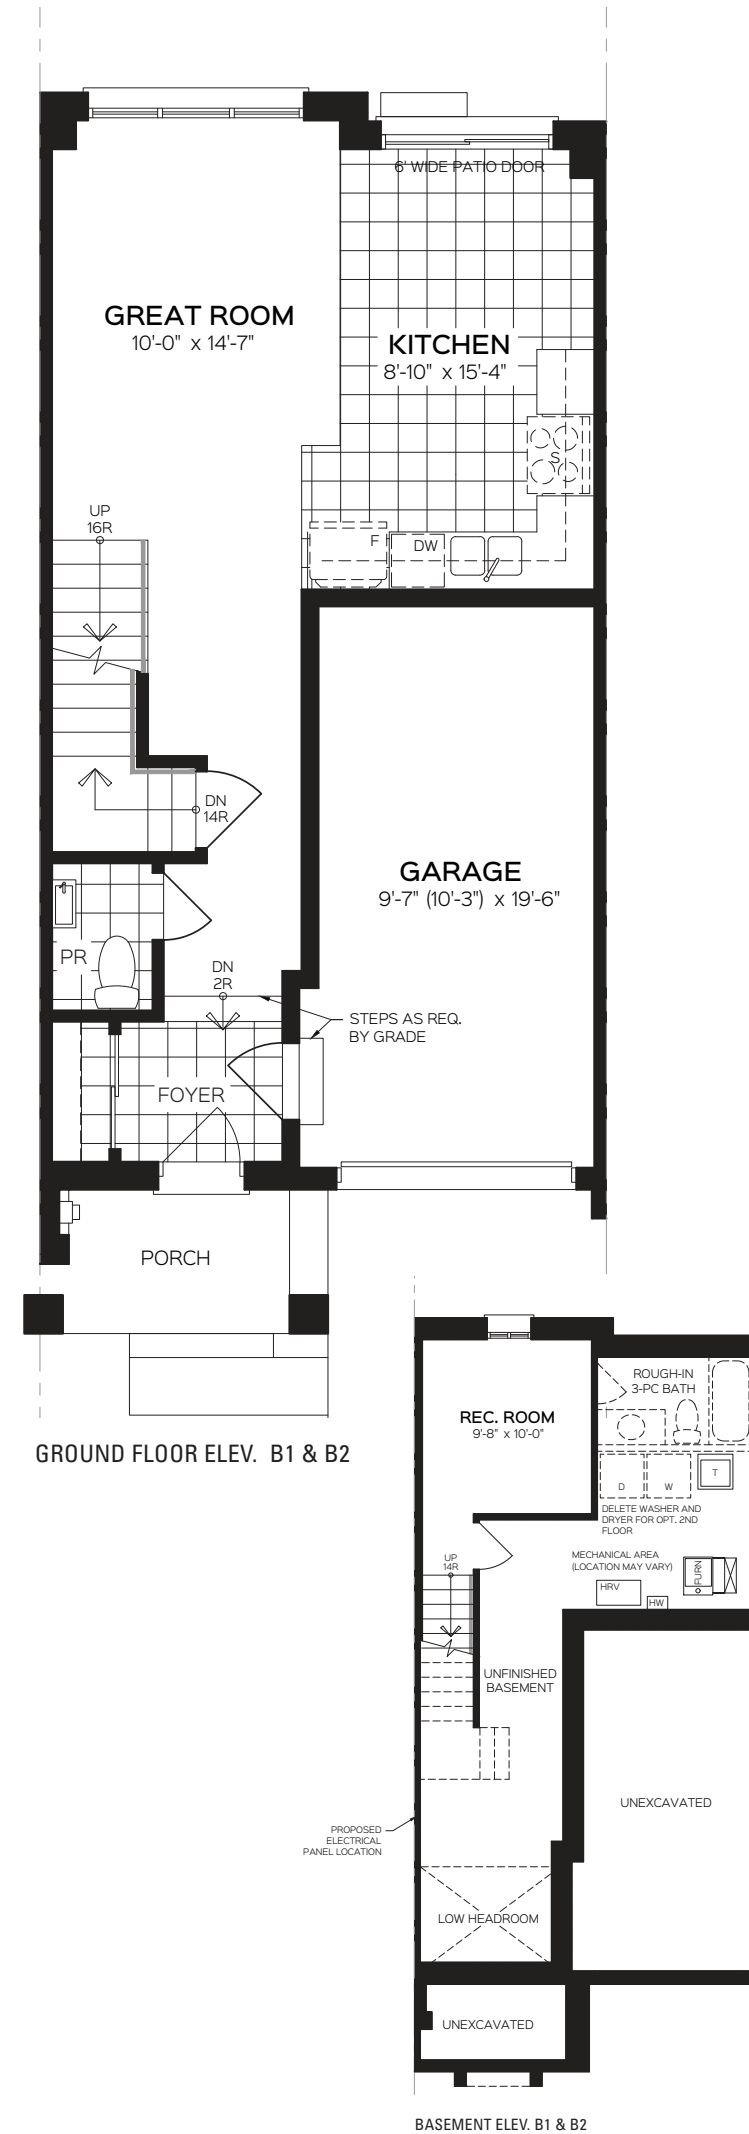 6' WIDE PATIO DOOR
GREAT ROOM
10'-0" x 14'-7"
KITCHEN
8'-10" x 15'-4"
S
UP
16R
F
DW
DN
14R
GARAGE
9'-7" (10'-3") x 19'-6"
PR
DN
2R
STEPS AS REQ.
BY GRADE
FOYER
PORCH
GROUND FLOOR ELEV. B1 & B2
ROUGH-IN
3-PC BATH
REC. ROOM
9'-8" x 10'-0"
D
W
T
DELETE WASHER AND
DRYER FOR OPT. 2ND
FLOOR
UP
14R
MECHANICAL AREA
(LOCATION MAY VARY)
FURN
HRV
HW
UNFINISHED
BASEMENT
UNEXCAVATED
PROPOSED
ELECTRICAL
PANEL LOCATION
LOW HEADROOM
UNEXCAVATED
BASEMENT ELEV. B1 & B2